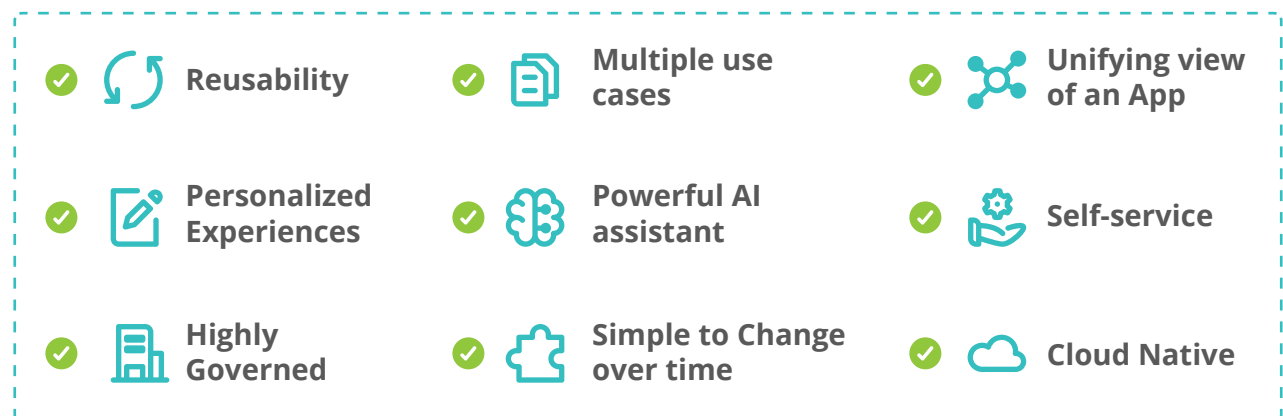 Reusability
Multiple use
cases
Unifying view
of an App
Personalized
Experiences
Powerful AI
assistant
Self-service
Highly
Governed
Simple to Change
over time
Cloud Native